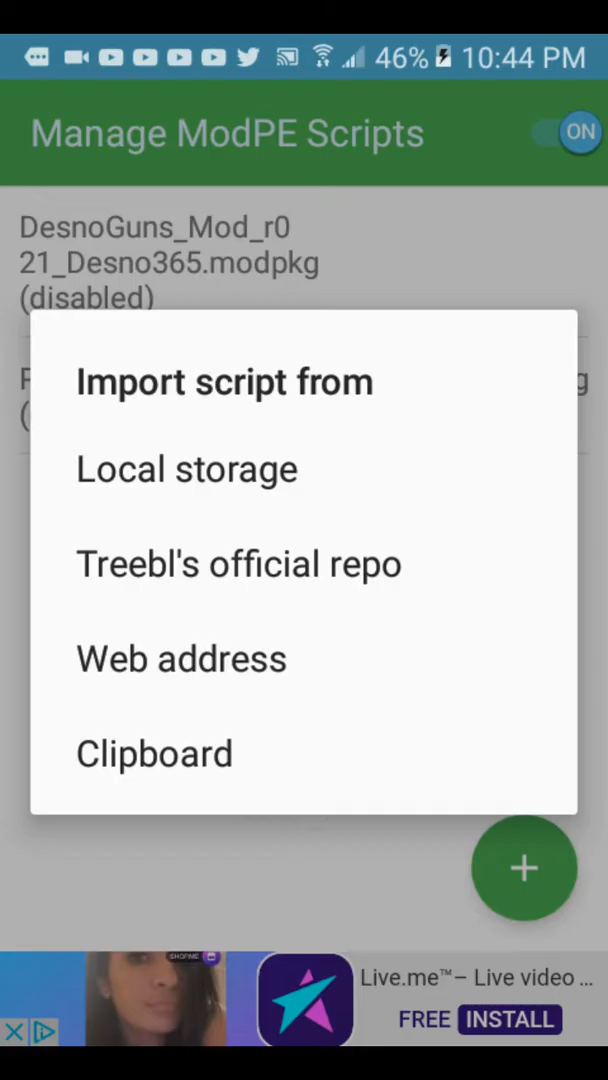 46% 10:44 PM
Manage ModPE Scripts
ON
DesnoGuns_Mod_r0
21_Desno365.modpkg
(disabled)
g
(
Import script from
Local storage
Treebl's official repo
Web address
Clipboard
+
SHOPIME
Live.me™– Live video ...
FREE INSTALL